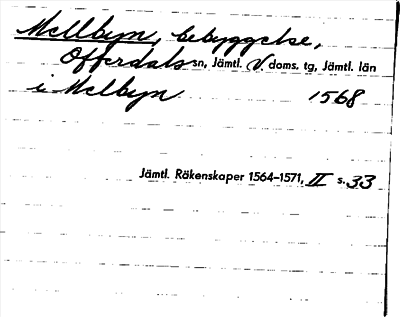 Mellbyn, bebyggelse,
Offerdals sn, Jämtl. V doms. tg, Jämtl. län
i Melbyn 1568
Jämtl. Räkenskaper 1564–1571, II s. 33